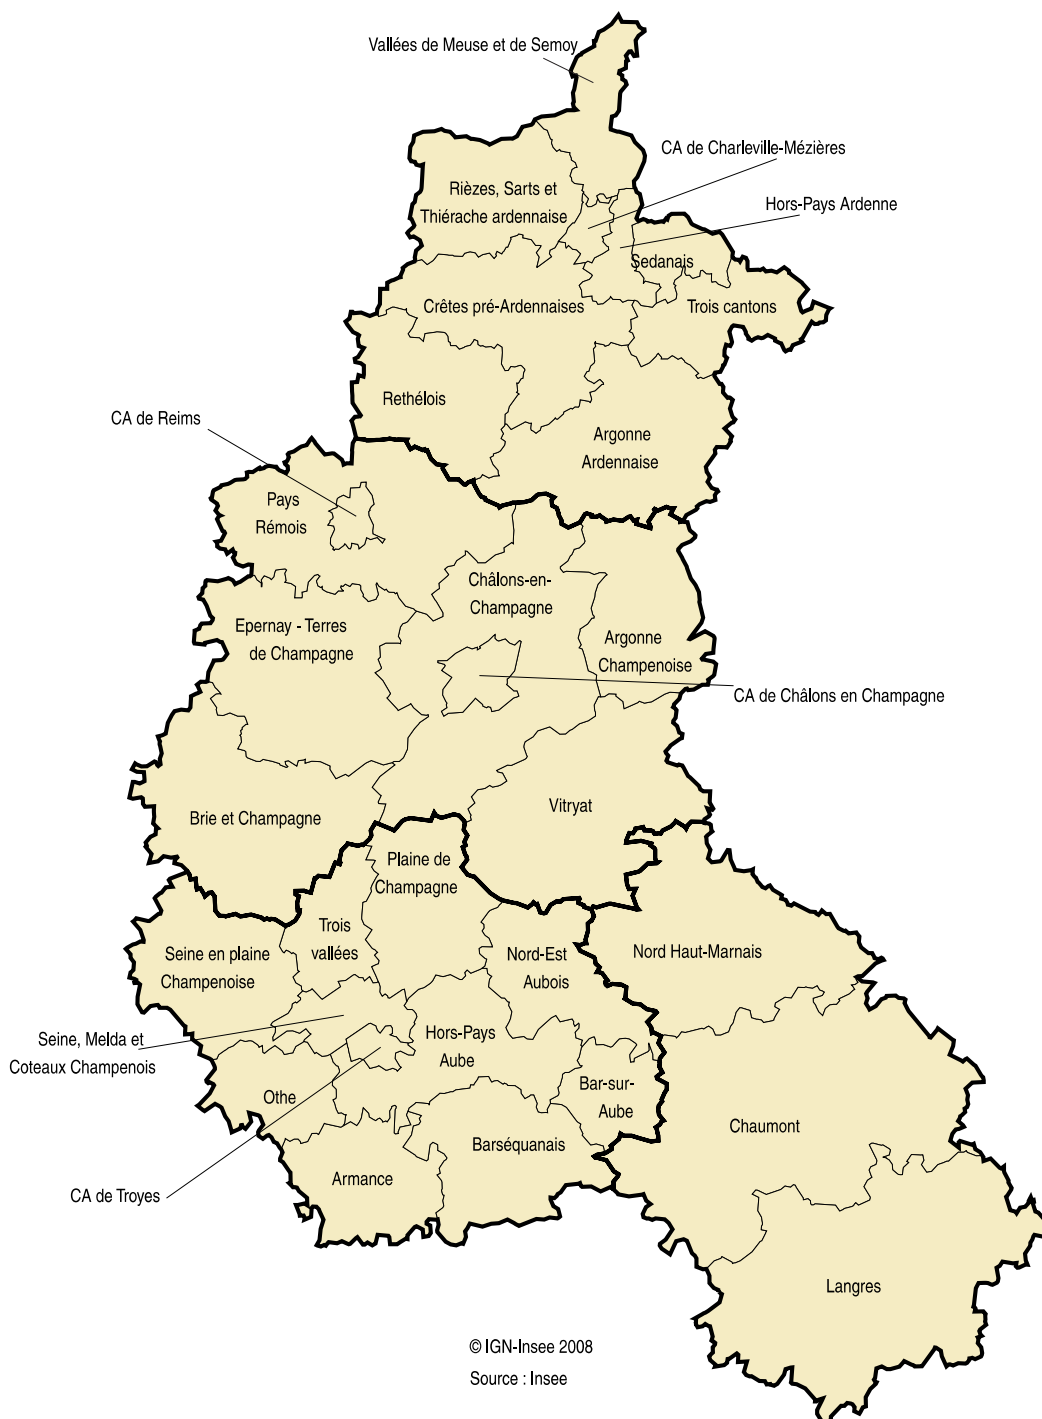 Vallées de Meuse et de Semoy
CA de Charleville-Mézières
Rièzes, Sarts et
Thiérache ardennaise
Hors-Pays Ardenne
Sedanais
Crêtes pré-Ardennaises
Trois cantons
Rethélois
CA de Reims
Argonne
Ardennaise
Pays
Rémois
Châlons-en-
Champagne
Epernay - Terres
de Champagne
Argonne
Champenoise
CA de Châlons en Champagne
Vitryat
Brie et Champagne
Plaine de
Champagne
Trois
vallées
Seine en plaine
Champenoise
Nord-Est
Aubois
Nord Haut-Marnais
Seine, Melda et
Coteaux Champenois
Hors-Pays
Aube
Othe
Bar-sur-
Aube
Chaumont
Barséquanais
Armance
CA de Troyes
Langres
© IGN-Insee 2008
Source : Insee